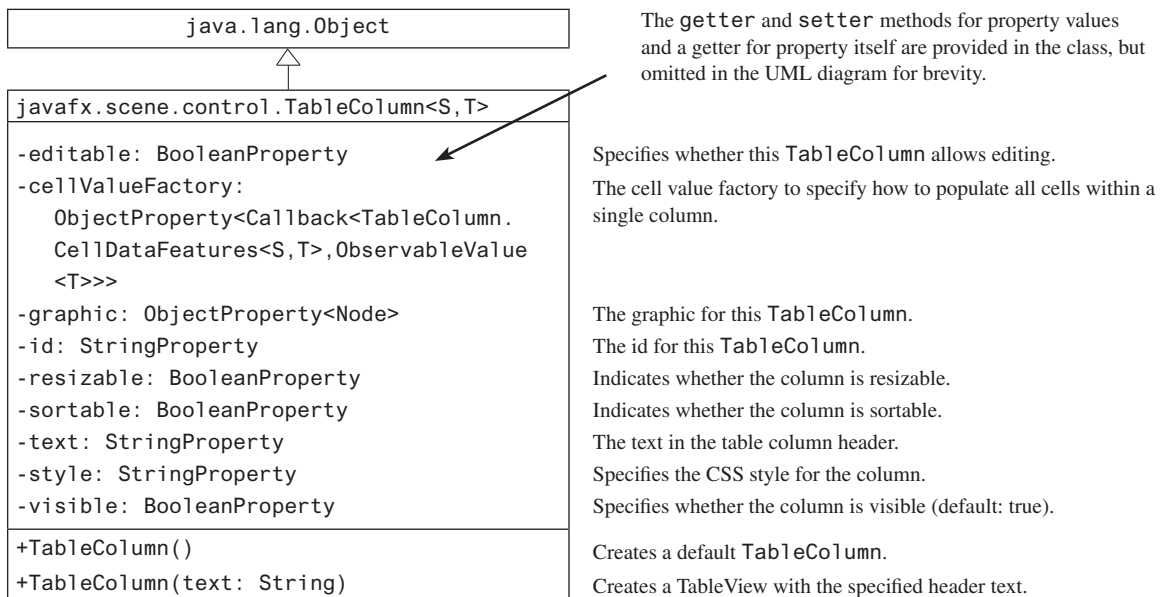 java.lang.Object
The getter and setter methods for property values
and a getter for property itself are provided in the class, but
omitted in the UML diagram for brevity.
javafx.scene.control.TableColumn<S,T>
-editable: BooleanProperty
Specifies whether this TableColumn allows editing.
-cellValueFactory:
The cell value factory to specify how to populate all cells within a
ObjectProperty<Callback<TableColumn.
single column.
CellDataFeatures<S,T>,ObservableValue
<T>>>
-graphic: ObjectProperty<Node>
The graphic for this TableColumn.
-id: StringProperty
The id for this TableColumn.
-resizable: BooleanProperty
Indicates whether the column is resizable.
-sortable: BooleanProperty
Indicates whether the column is sortable.
-text: StringProperty
The text in the table column header.
-style: StringProperty
Specifies the CSS style for the column.
-visible: BooleanProperty
Specifies whether the column is visible (default: true).
+TableColumn()
Creates a default TableColumn.
+TableColumn(text: String)
Creates a TableView with the specified header text.